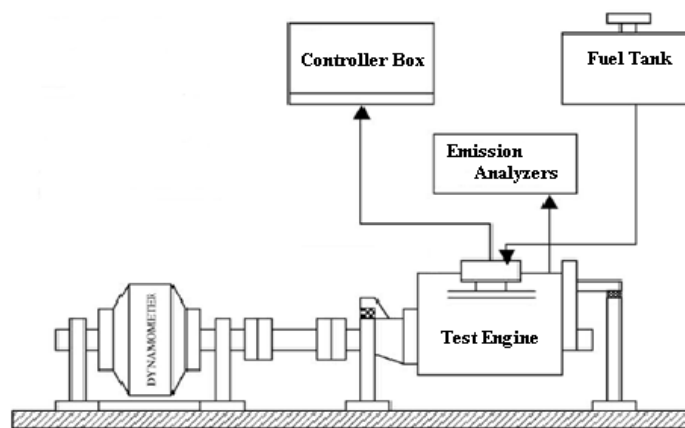 Controller Box
Fuel Tank
Emission
Analyzers
DYNAMOMETER
Test Engine